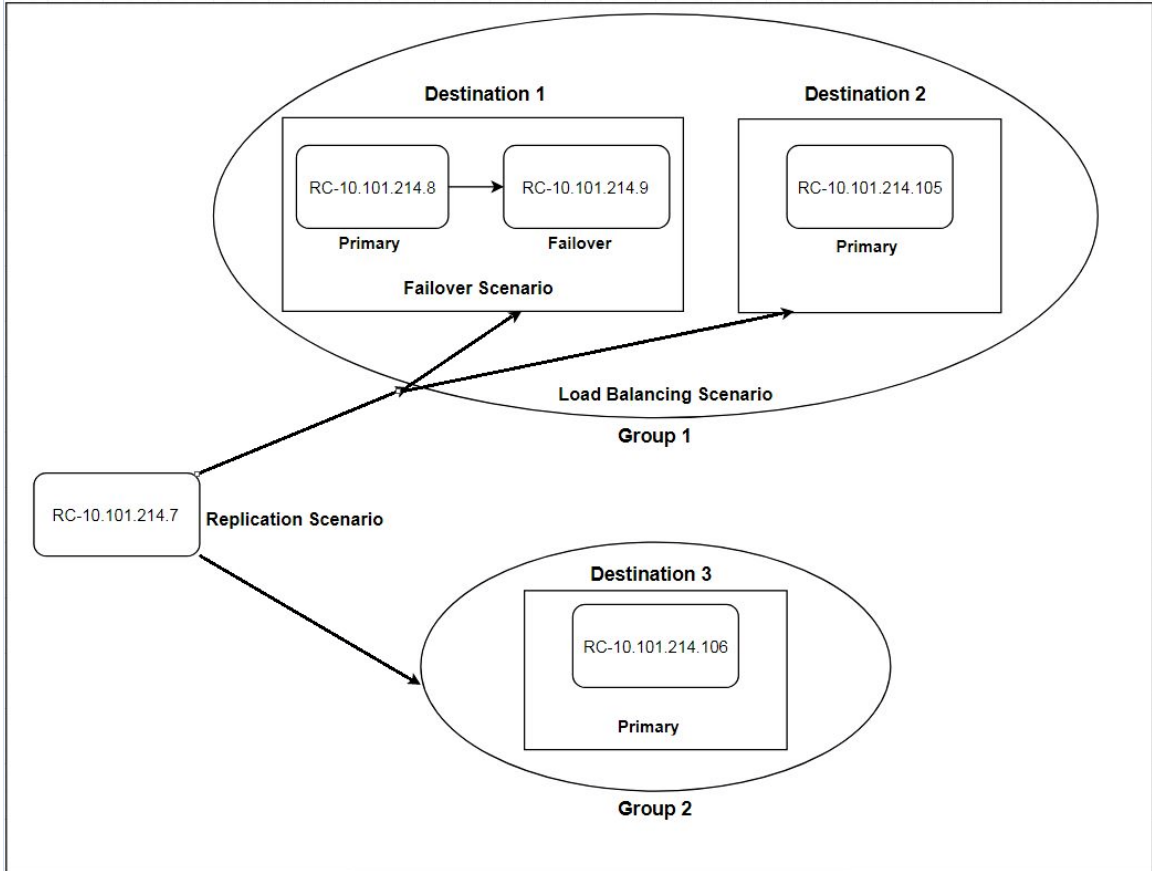 Destination 1
Destination 2
RC-10.101.214.8
RC-10.101.214.9
RC-10.101.214.105
Primary
Failover
Primary
Failover Scenario
Load Balancing Scenario
Group 1
RC-10.101.214.7
Replication Scenario
Destination 3
RC-10.101.214.106
Primary
Group 2